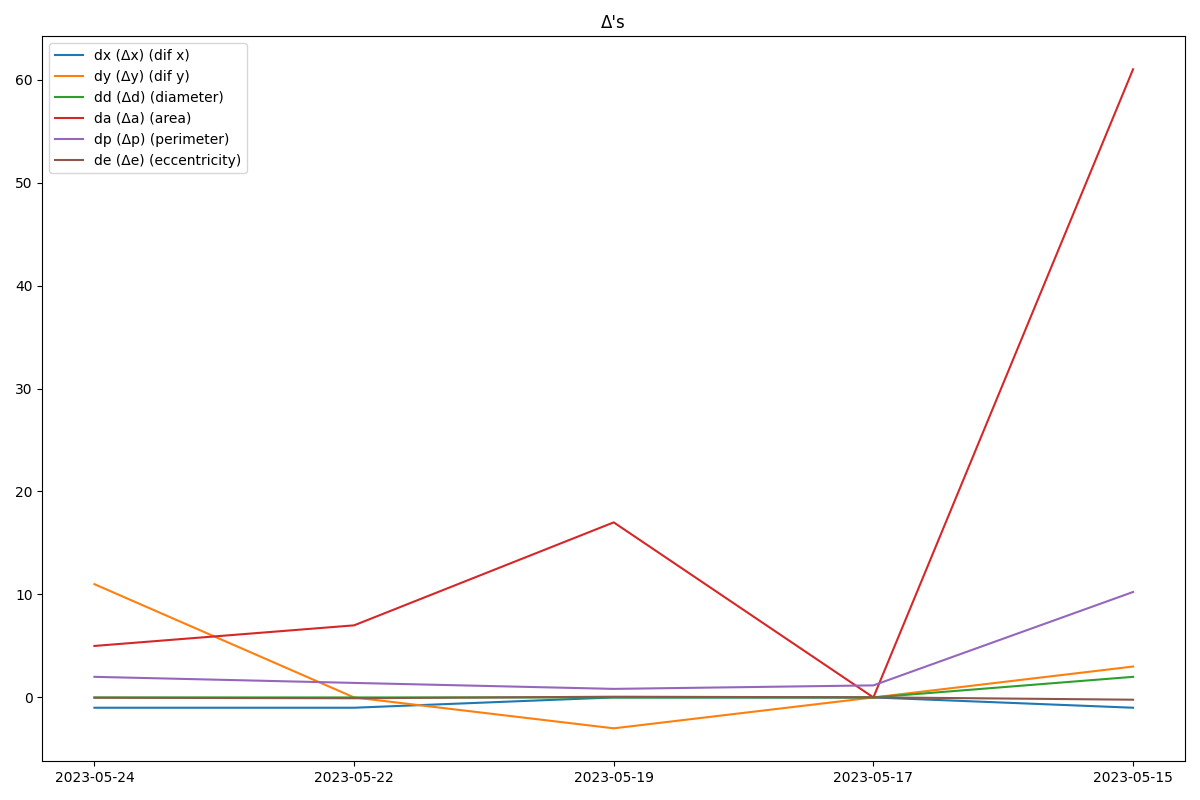 Δ's
dx (Δx) (dif x)
dy (Δy) (dif y)
dd (Δd) (diameter)
da (Δa) (area)
dp (Δp) (perimeter)
de (Δe) (eccentricity)
60
50
40
30
20
10
0
2023-05-24 2023-05-22 2023-05-19 2023-05-17 2023-05-15